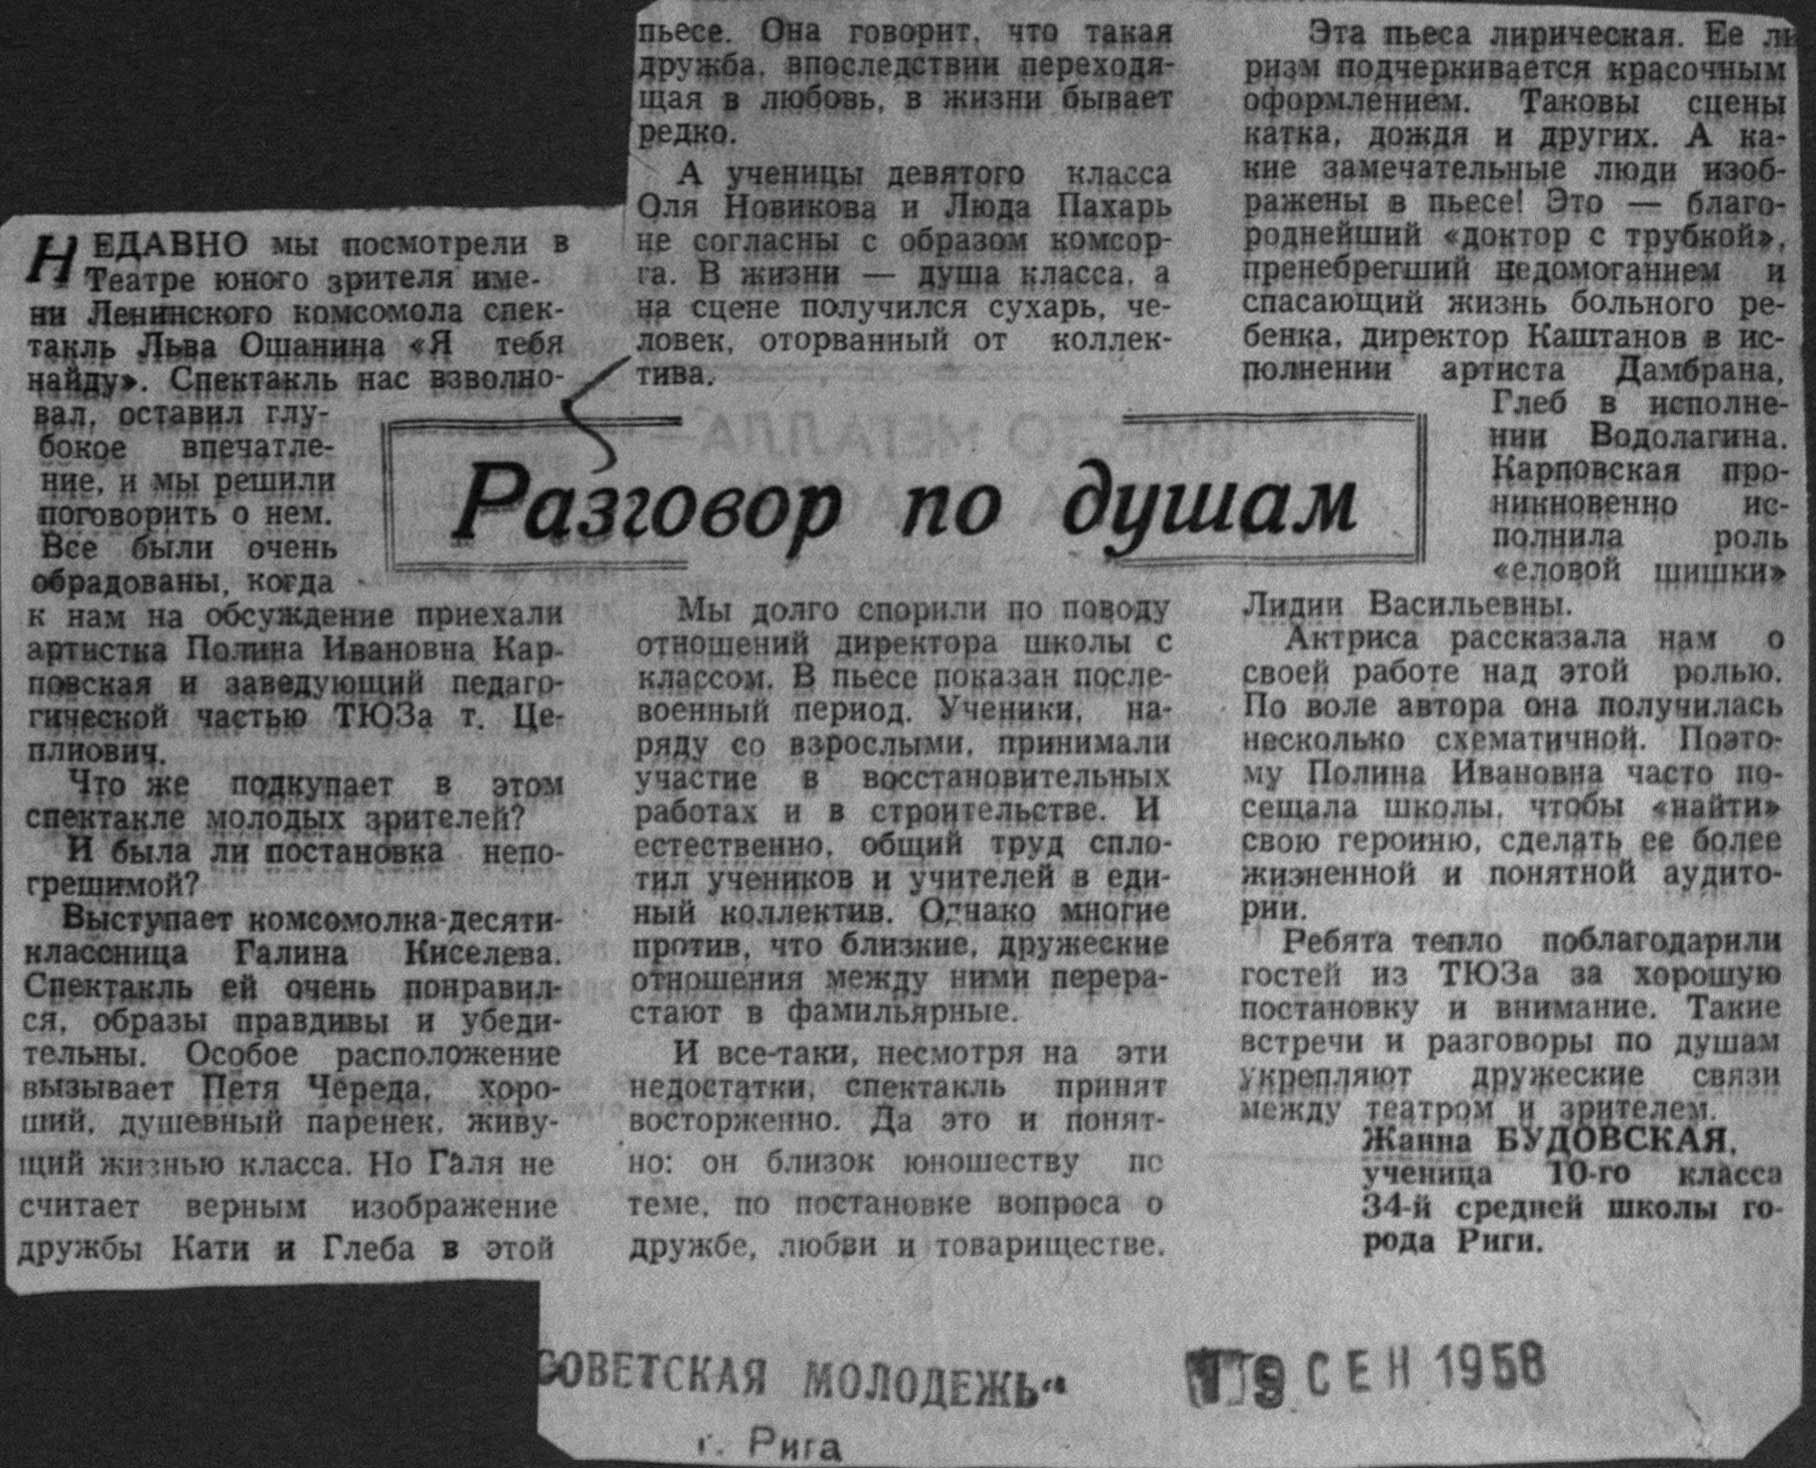 Разговор по душам
НЕДАВНО мы посмотрели в
Театре юного зрителя име-
ни Ленинского комсомола спек-
такль Льва Ошанина «Я тебя
найду». Спектакль нас взволно-
вал, оставил глу-
бокое впечатле-
ние, и мы решили
поговорить о нем.
Все были очень
обрадованы, когда
к нам на обсуждение приехали
артистка Полина Ивановна Кар-
повская и заведующий педаго-
гической частью ТЮЗа т. Це-
плиович.
Что же подкупает в этом
спектакле молодых зрителей?
И была ли постановка непо-
грешимой?
Выступает комсомолка-десяти-
классница Галина Киселева.
Спектакль ей очень понравил-
ся, образы правдивы и убеди-
тельны. Особое расположение
вызывает Петя Череда, хоро-
ший, душевный паренек, живу-
щий жизнью класса. Но Галя не
считает верным изображение
дружбы Кати и Глеба в этой
пьесе. Она говорит, что такая
дружба, впоследствии переходя-
щая в любовь, в жизни бывает
редко.
А ученицы девятого класса
Оля Новикова и Люда Пахарь
не согласны с образом комсор-
га. В жизни — душа класса, а
на сцене получился сухарь, че-
ловек, оторванный от коллек-
тива.
Мы долго спорили по поводу
отношений директора школы с
классом. В пьесе показан после-
военный период. Ученики, на-
ряду со взрослыми, принимали
участие в восстановительных
работах и в строительстве. И
естественно, общий труд спло-
тил учеников и учителей в еди-
ный коллектив. Однако многие
против, что близкие, дружеские
отношения между ними перера-
стают в фамильярные.
И все-таки, несмотря на эти
недостатки, спектакль принят
восторженно. Да это и понят-
но: он близок юношеству по
теме, по постановке вопроса о
дружбе, любви и товариществе.
Эта пьеса лирическая. Ее ли
ризм подчеркивается красочным
оформлением. Таковы сцены
катка, дождя и других. А ка-
кие замечательные люди изоб-
ражены в пьесе! Это — благо-
роднейший «доктор с трубкой»,
пренебрегший недомоганием и
спасающий жизнь больного ре-
бенка, директор Каштанов в ис-
полнении артиста Дамбрана,
Глеб в исполне-
нии Водолагина.
Карповская про-
никновенно ис-
полнила роль
«еловой шишки»
Лидии Васильевны.
Актриса рассказала нам о
своей работе над этой ролью.
По воле автора она получилась
несколько схематичной. Поэто-
му Полина Ивановна часто по-
сещала школы, чтобы «найти»
свою героиню, сделать ее более
жизненной и понятной аудито-
рии.
Ребята тепло поблагодарили
гостей из ТЮЗа за хорошую
постановку и внимание. Такие
встречи и разговоры по душам
укрепляют дружеские связи
между театром и зрителем.
Жанна БУДОВСКАЯ,
ученица 10-го класса
34-й средней школы го-
рода Риги.
СОВЕТСКАЯ МОЛОДЕЖЬ"
г. Рига
СЕН 1958